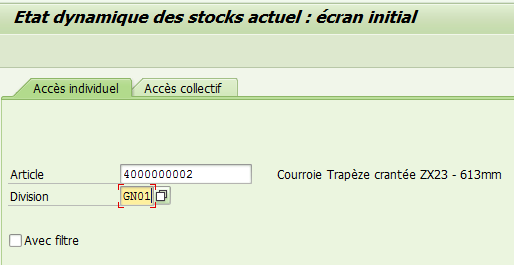 Etat dynamique des stocks actuel : écran initial
Accès individuel Accès collectif
Article 4000000002 Courroie Trapèze crantée ZX23 - 613mm
Division GN01
Avec filtre